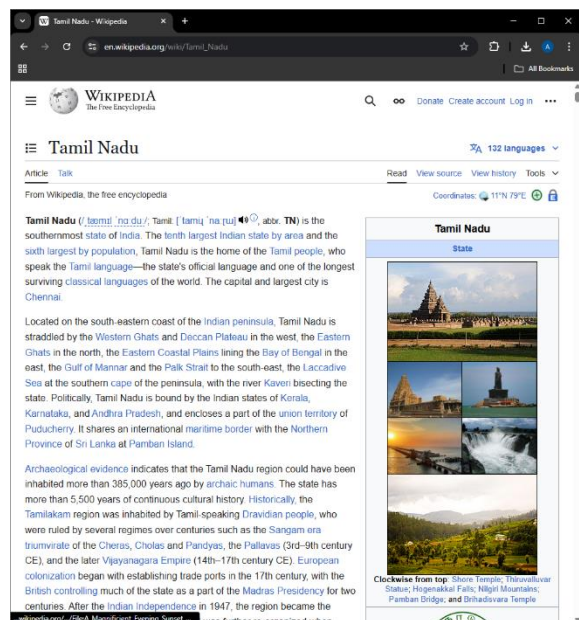 Tamil Nadu - Wikipedia
en.wikipedia.org/wiki/Tamil_Nadu
All Bookmarks
WIKIPEDIA
The Free Encyclopedia
Donate Create account Log in
Tamil Nadu
132 languages
Article Talk
Read View source View history Tools
From Wikipedia, the free encyclopedia
Coordinates: 11°N 79°E
Tamil Nadu (/ˌtæmɪl ˈnɑːduː/; Tamil: [ˈtamiɻ ˈnaːɽɯ] , abbr. TN) is the
southernmost state of India. The tenth largest Indian state by area and the
sixth largest by population, Tamil Nadu is the home of the Tamil people, who
speak the Tamil language—the state's official language and one of the longest
surviving classical languages of the world. The capital and largest city is
Chennai.
Located on the south-eastern coast of the Indian peninsula, Tamil Nadu is
straddled by the Western Ghats and Deccan Plateau in the west, the Eastern
Ghats in the north, the Eastern Coastal Plains lining the Bay of Bengal in the
east, the Gulf of Mannar and the Palk Strait to the south-east, the Laccadive
Sea at the southern cape of the peninsula, with the river Kaveri bisecting the
state. Politically, Tamil Nadu is bound by the Indian states of Kerala,
Karnataka, and Andhra Pradesh, and encloses a part of the union territory of
Puducherry. It shares an international maritime border with the Northern
Province of Sri Lanka at Pamban Island.
Archaeological evidence indicates that the Tamil Nadu region could have been
inhabited more than 385,000 years ago by archaic humans. The state has
more than 5,500 years of continuous cultural history. Historically, the
Tamilakam region was inhabited by Tamil-speaking Dravidian people, who
were ruled by several regimes over centuries such as the Sangam era
triumvirate of the Cheras, Cholas and Pandyas, the Pallavas (3rd–9th century
CE), and the later Vijayanagara Empire (14th–17th century CE). European
colonization began with establishing trade ports in the 17th century, with the
British controlling much of the state as a part of the Madras Presidency for two
centuries. After the Indian Independence in 1947, the region became the
Tamil Nadu
State
Clockwise from top: Shore Temple; Thiruvalluvar
Statue; Hogenakkal Falls; Nilgiri Mountains;
Pamban Bridge; and Brihadisvara Temple